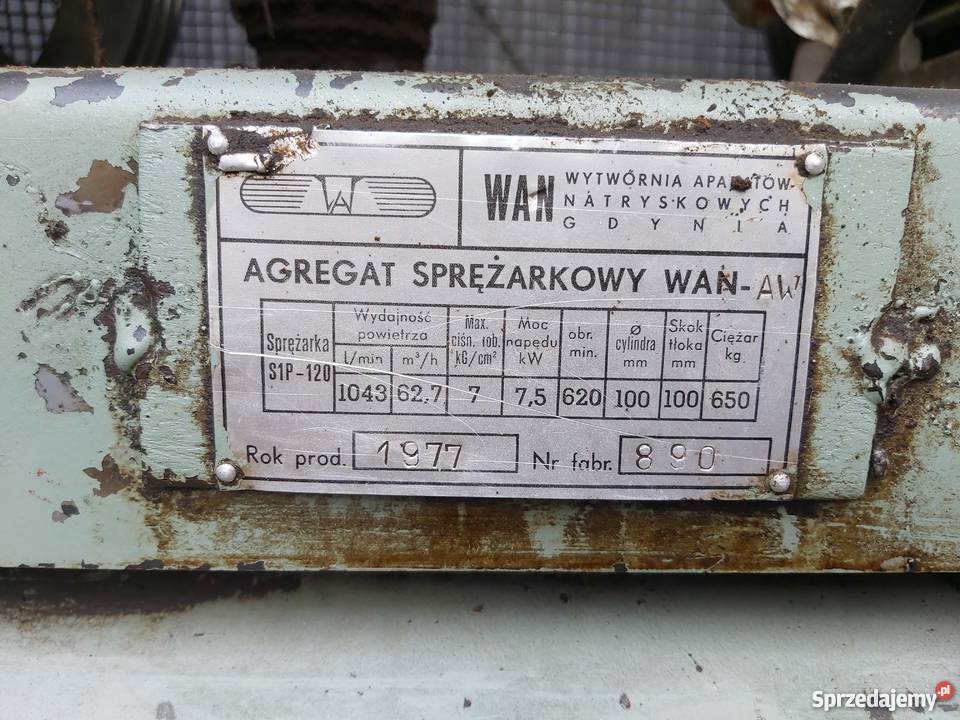 WAN
WAN WYTWÓRNIA APARATÓW
NATRYSKOWYCH
GDYNIA
AGREGAT SPRĘŻARKOWY WAN-AW
Sprężarka
S1P-120
Wydajność
powietrza
l/min m³/h
1043 62,7
Max.
ciśn. rob.
kG/cm²
7
Moc
napędu
kW
7,5
obr.
min.
620
Ø
cylindra
mm
100
Skok
tłoka
mm
100
Ciężar
kg.
650
Rok prod. 1977 Nr fabr. 890
Sprzedajemy.pl